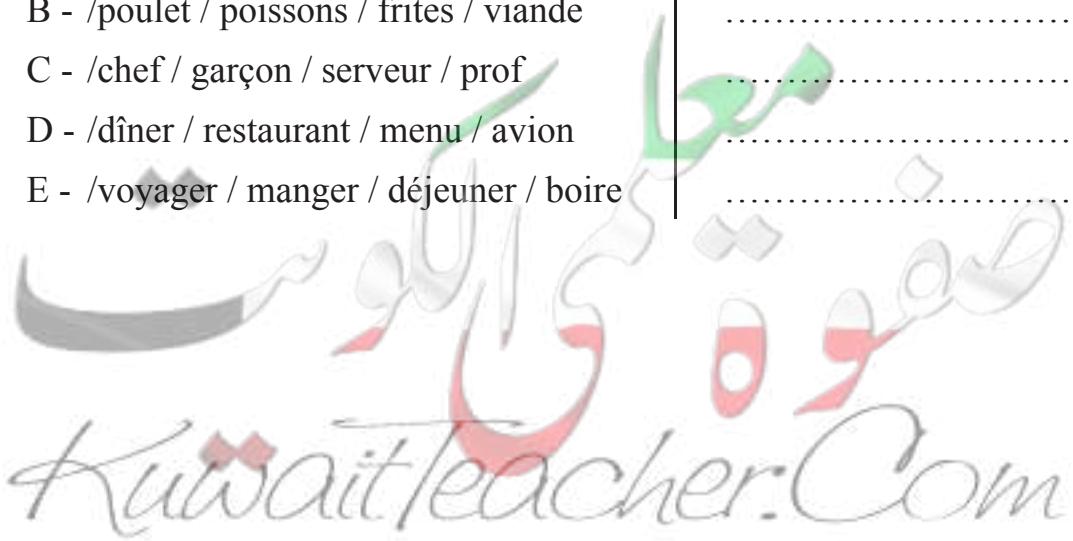 B - /poulet / poissons / frites / viande ..............................
C - /chef / garçon / serveur / prof ..............................
D - /dîner / restaurant / menu / avion ..............................
E - /voyager / manger / déjeuner / boire ..............................
صفوة معلمى الكويت
KuwaitTeacher.Com